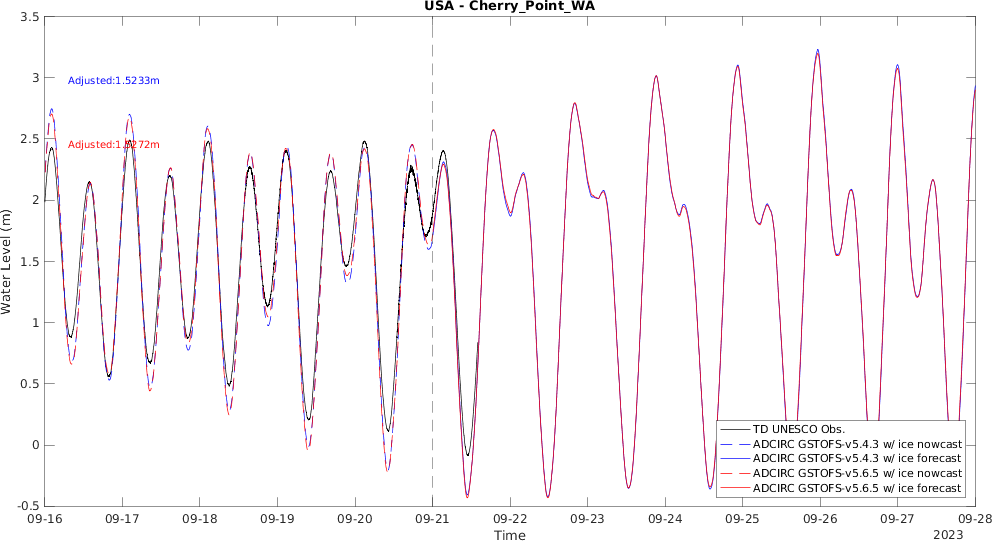 USA - Cherry_Point_WA
3.5
3
2.5
2
1.5
1
0.5
0
-0.5
Water Level (m)
Adjusted:1.5233m
TD UNESCO Obs.
ADCIRC GSTOFS-v5.4.3 w/ ice nowcast
ADCIRC GSTOFS-v5.4.3 w/ ice forecast
ADCIRC GSTOFS-v5.6.5 w/ ice nowcast
ADCIRC GSTOFS-v5.6.5 w/ ice forecast
09-16 09-17 09-18 09-19 09-20 09-21 09-22 09-23 09-24 09-25 09-26 09-27 09-28
Time
2023